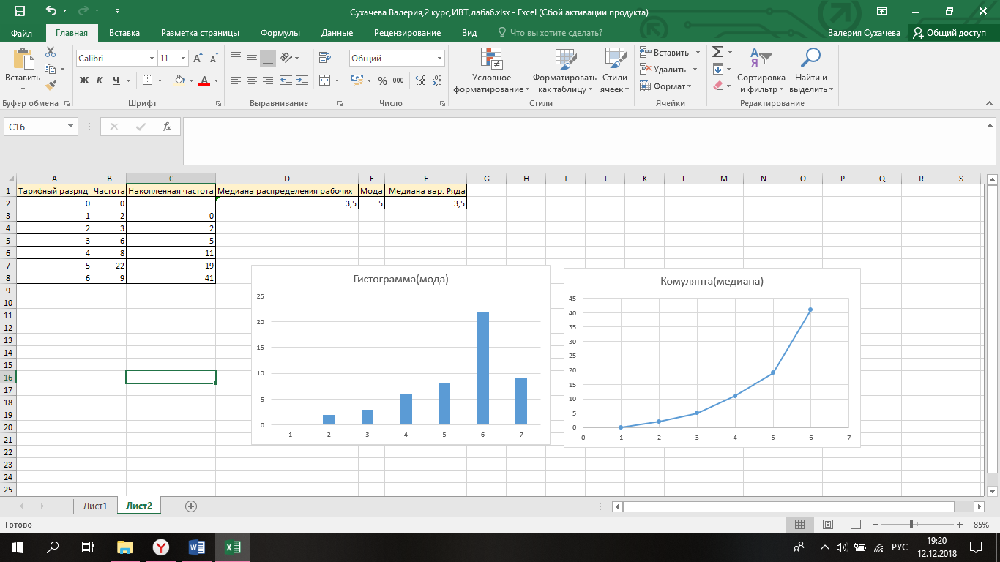 Сухачева Валерия,2 курс,ИВТ,лаба6.xlsx - Excel (Сбой активации продукта)
Файл Главная Вставка Разметка страницы Формулы Данные Рецензирование Вид Что вы хотите сделать? Валерия Сухачева Общий доступ
Вставить
Calibri 11
Ж К Ч А
Общий
% 000
Условное форматирование
Форматировать как таблицу
Стили ячеек
Вставить
Удалить
Формат
Сортировка и фильтр
Найти и выделить
Буфер обмена Шрифт Выравнивание Число Стили Ячейки Редактирование
C16 fx
A B C D E F G H I J K L M N O P Q R S
1 Тарифный разряд Частота Накопленная частота Медиана распределения рабочих Мода Медиана вар. Ряда
2 0 0 3,5 5 3,5
3 1 2 0
4 2 3 2
5 3 6 5
6 4 8 11
7 5 22 19
8 6 9 41
9
10
11
12
13
14
15
16
17
18
19
20
21
22
23
24
25
Гистограмма(мода)
25
20
15
10
5
0
1 2 3 4 5 6 7
Комулянта(медиана)
45
40
35
30
25
20
15
10
5
0
0 1 2 3 4 5 6 7
Лист1 Лист2
Готово 85%
РУС
19:20
12.12.2018